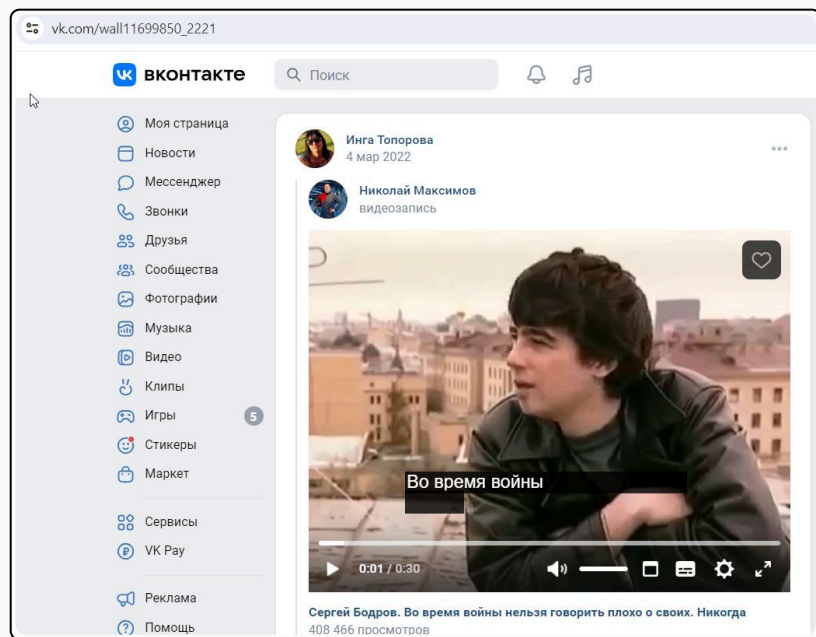 vk.com/wall11699850_2221
вконтакте
Поиск
Моя страница
Новости
Мессенджер
Звонки
Друзья
Сообщества
Фотографии
Музыка
Видео
Клипы
Игры 5
Стикеры
Маркет
Сервисы
VK Pay
Реклама
Помощь
Инга Топорова
4 мар 2022
Николай Максимов
видеозапись
Во время войны
0:01 / 0:30
Сергей Бодров. Во время войны нельзя говорить плохо о своих. Никогда
408 466 просмотров